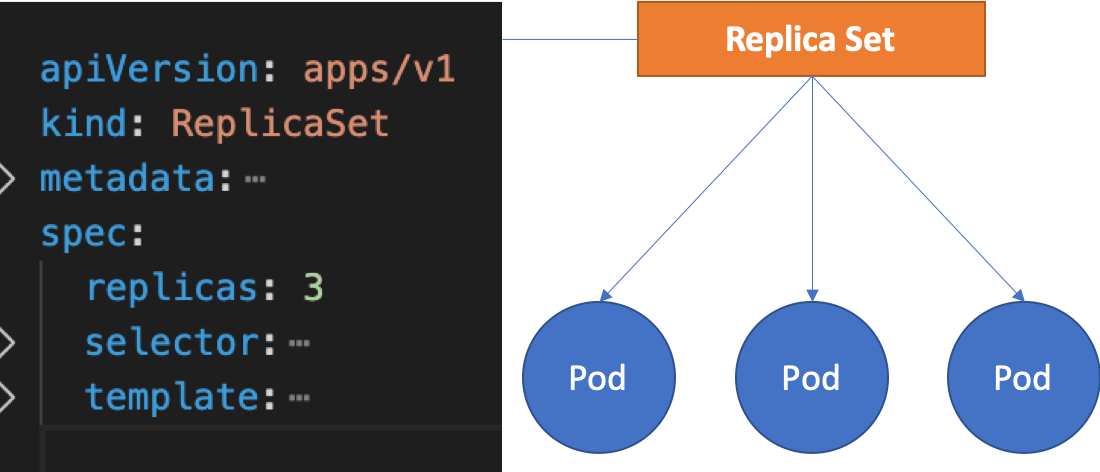 apiVersion: apps/v1
kind: ReplicaSet
metadata:⋯
spec:
replicas: 3
selector:⋯
template:⋯
Replica Set
Pod
Pod
Pod